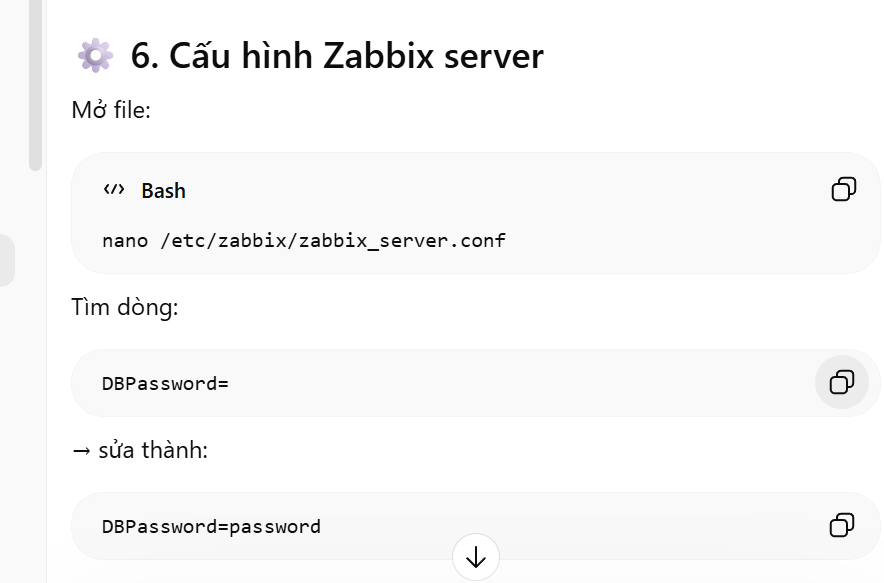 6. Cấu hình Zabbix server
Mở file:
Bash
nano /etc/zabbix/zabbix_server.conf
Tìm dòng:
DBPassword=
→ sửa thành:
DBPassword=password